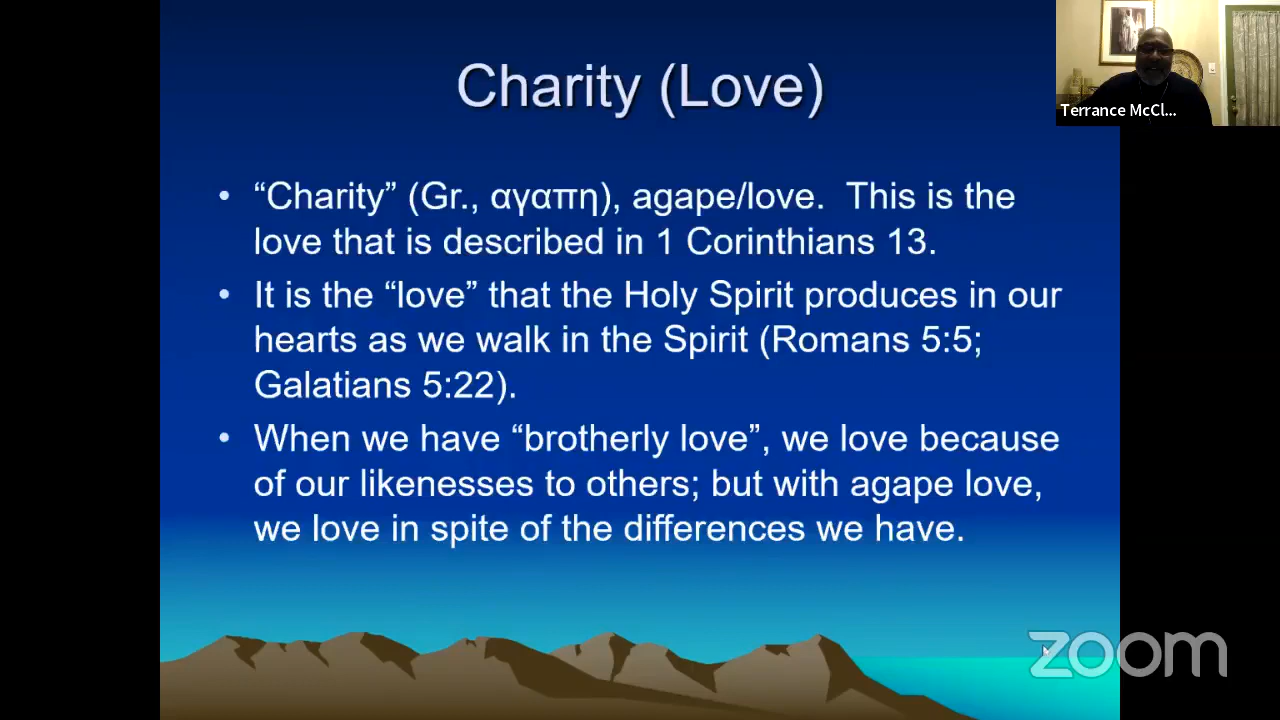 Charity (Love)
Terrance McCl...
• “Charity” (Gr., αγαπη), agape/love.  This is the
love that is described in 1 Corinthians 13.
• It is the “love” that the Holy Spirit produces in our
hearts as we walk in the Spirit (Romans 5:5;
Galatians 5:22).
• When we have “brotherly love”, we love because
of our likenesses to others; but with agape love,
we love in spite of the differences we have.
zoom